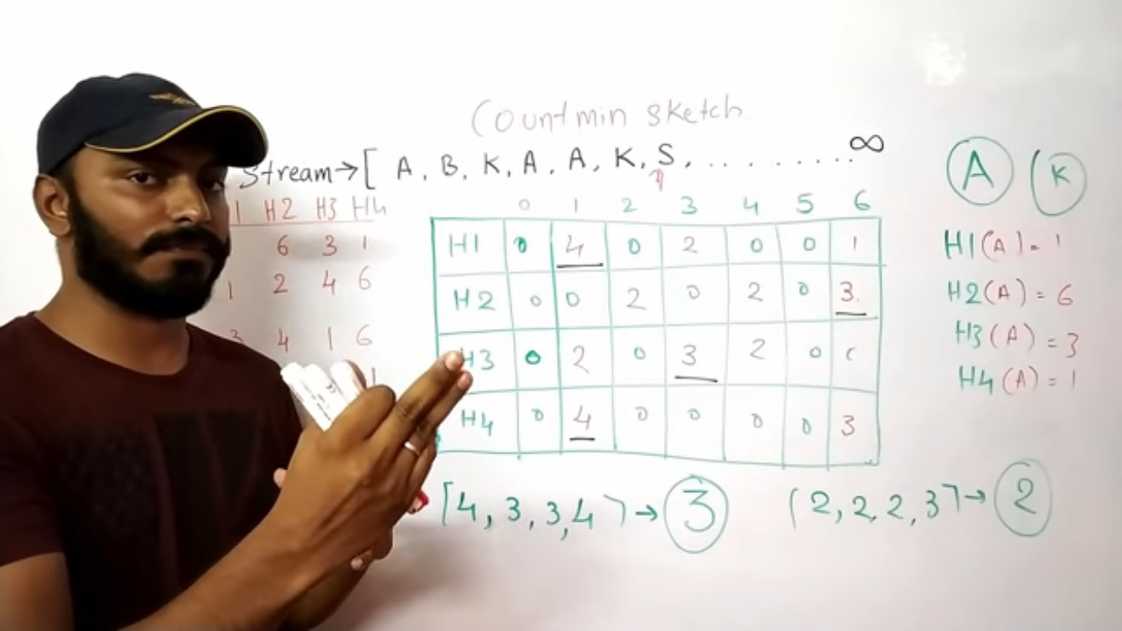 Countmin sketch
Stream→[ A, B, K, A, A, K, S, ......... ∞
1 H2 H3 H4
6 3 1
1 2 4 6
3 4 1 6
1
0 1 2 3 4 5 6
H1 0 4 0 2 0 0 1
H2 0 0 2 0 2 0 3
H3 0 2 0 3 2 0
H4 0 4 0 0 0 0 3
[4, 3, 3, 4] → 3
[2, 2, 2, 3] → 2
A K
H1(A) = 1
H2(A) = 6
H3(A) = 3
H4(A) = 1